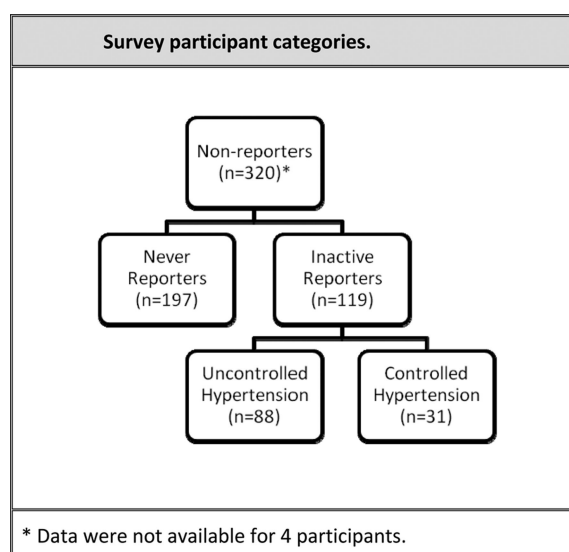 Survey participant categories.
Non-reporters
(n=320)*
Never
Reporters
(n=197)
Inactive
Reporters
(n=119)
Uncontrolled
Hypertension
(n=88)
Controlled
Hypertension
(n=31)
* Data were not available for 4 participants.